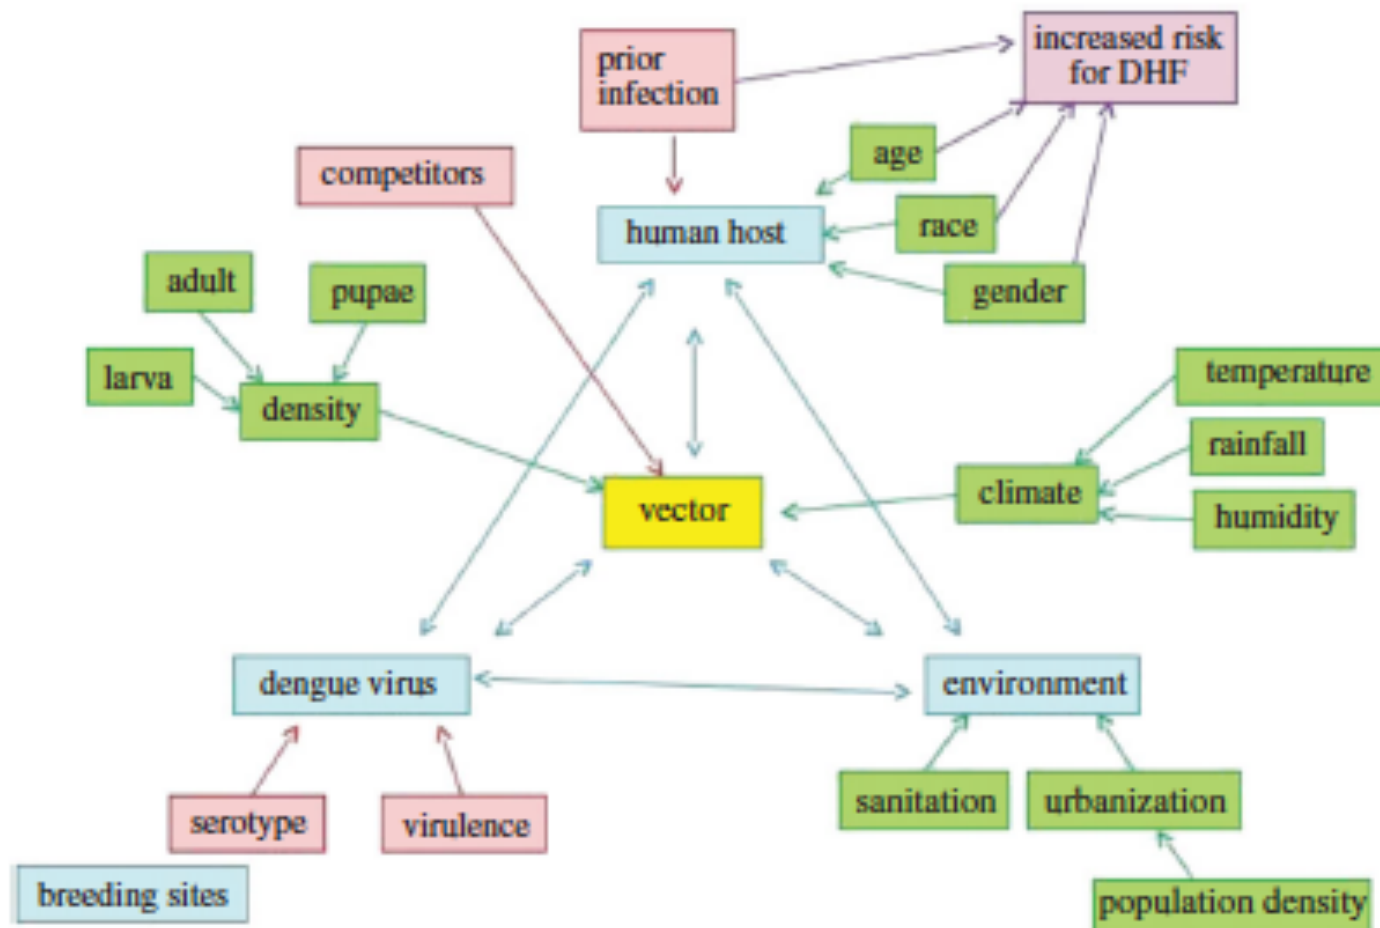 prior
infection
increased risk
for DHF
competitors
age
human host
race
adult
pupae
gender
larva
density
temperature
rainfall
vector
climate
humidity
dengue virus
environment
serotype
virulence
sanitation
urbanization
breeding sites
population density